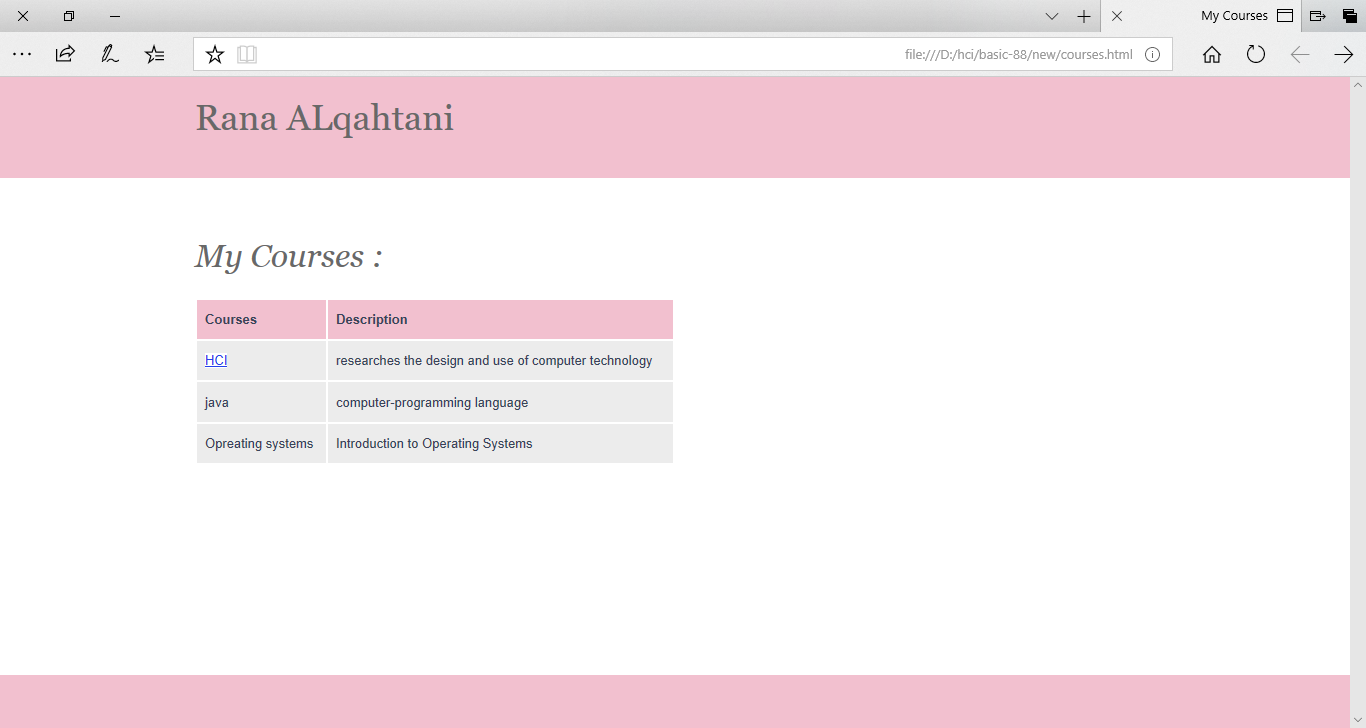 My Courses
file:///D:/hci/basic-88/new/courses.html
Rana ALqahtani
My Courses :
Courses Description
HCI researches the design and use of computer technology
java computer-programming language
Opreating systems Introduction to Operating Systems